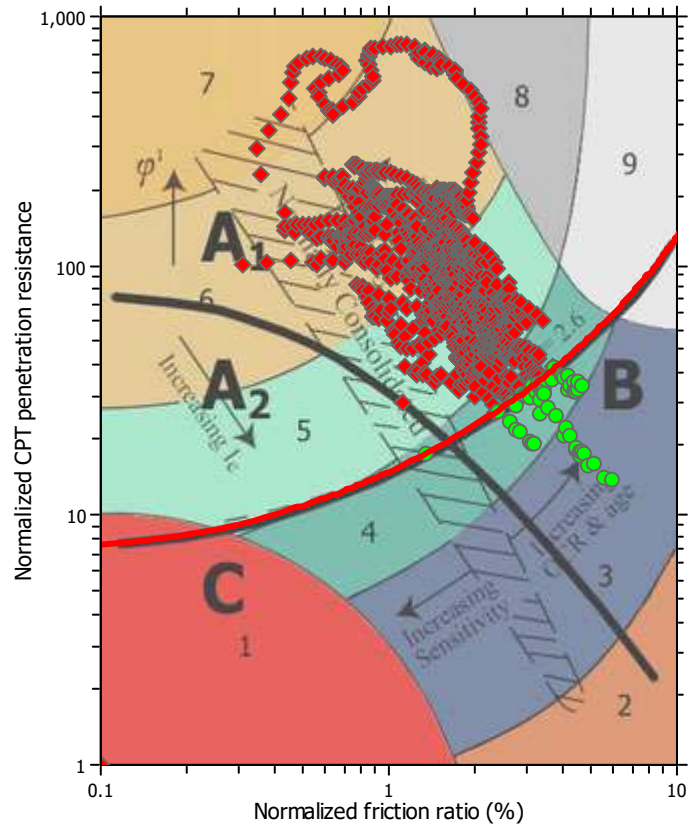 1,000
7
8
9
φ'
A1
Normally Consolidated
100
6
2.6
A2
B
Increasing Ic
5
10
4
Increasing
OCR & age
C
3
Increasing
Sensitivity
1
2
1
0.1
1
10
Normalized CPT penetration resistance
Normalized friction ratio (%)